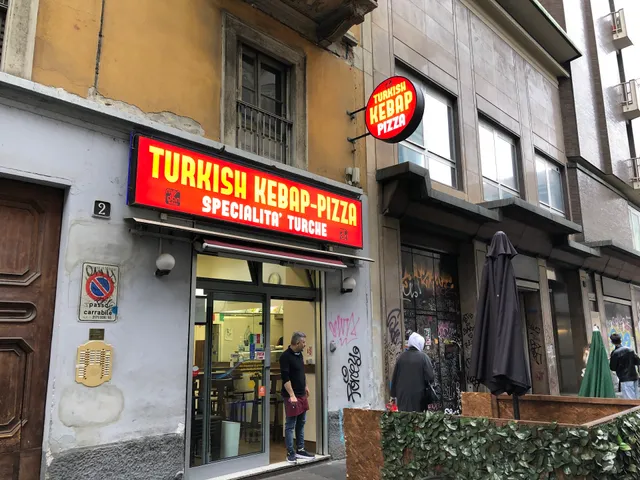 TURKISH
KEBAP
PIZZA
TURKISH KEBAP-PIZZA
SPECIALITA' TURCHE
2
passo
carrabile